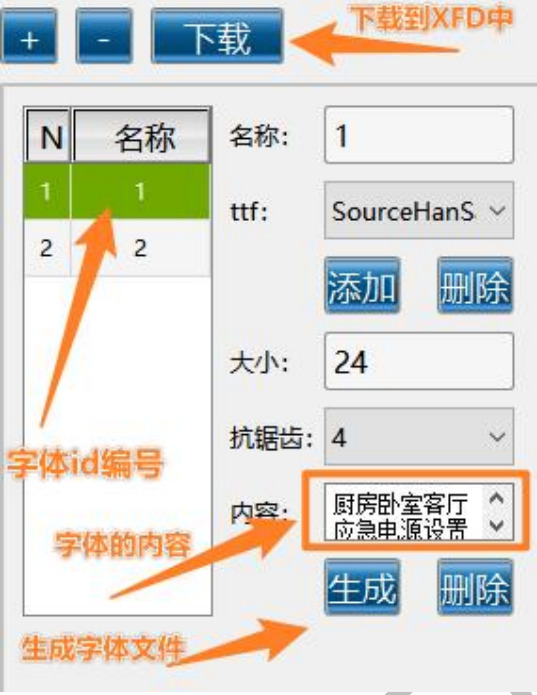 下载到XFD中
+ - 下载
N 名称
1 1
2 2
名称: 1
ttf: SourceHanS
添加 删除
大小: 24
抗锯齿: 4
内容: 厨房卧室客厅
应急电源设置
生成 删除
字体id编号
字体的内容
生成字体文件